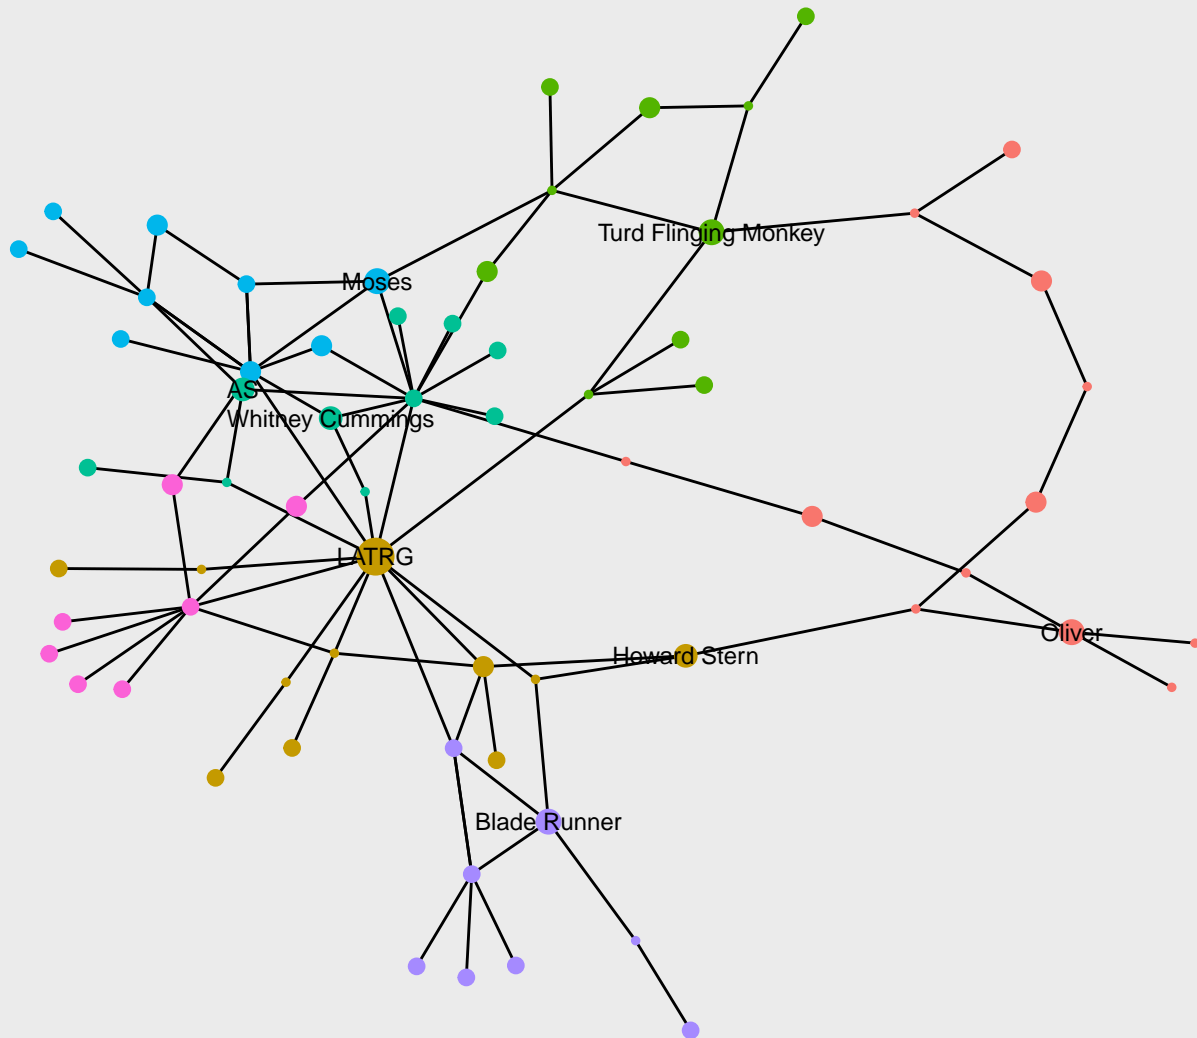 Turd Flinging Monkey
Moses
AS
Whitney Cummings
LATRG
Oliver
Howard Stern
Blade Runner